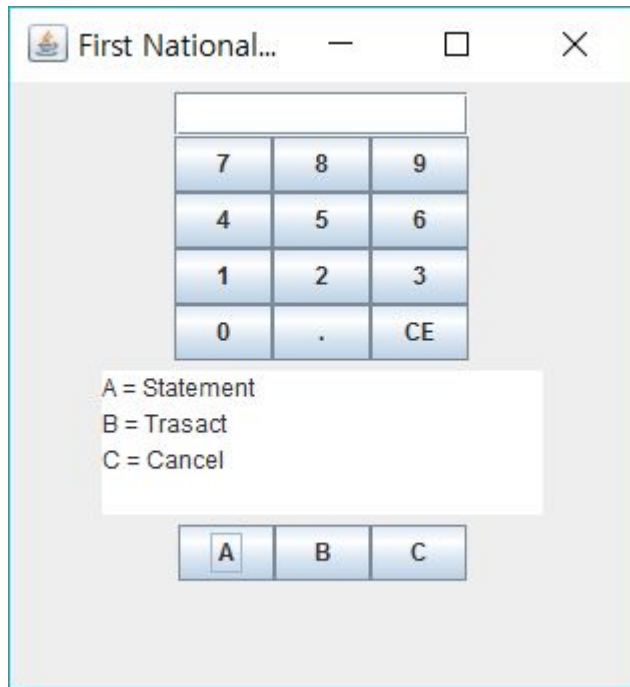 First National...
7 8 9
4 5 6
1 2 3
0 . CE
A = Statement
B = Trasact
C = Cancel
A B C